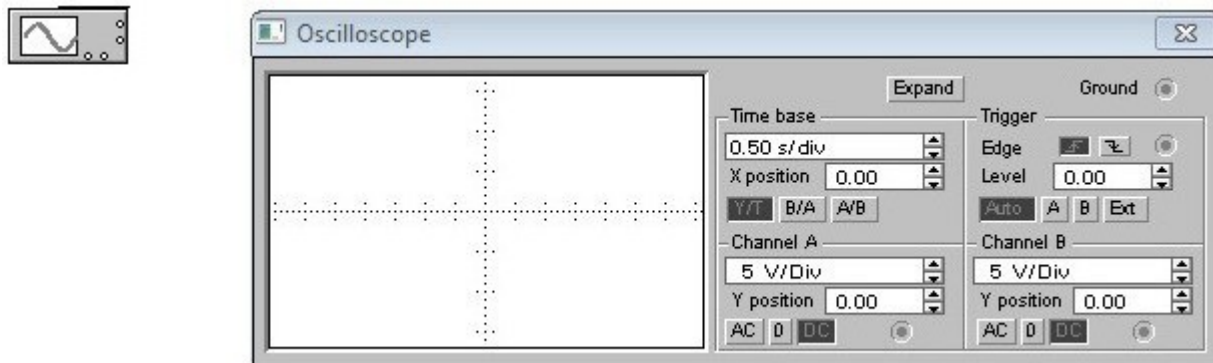 Oscilloscope
Expand
Ground
Time base
0.50 s/div
X position 0.00
Y/T B/A A/B
Trigger
Edge
Level 0.00
Auto A B Ext
Channel A
5 V/Div
Y position 0.00
AC 0 DC
Channel B
5 V/Div
Y position 0.00
AC 0 DC